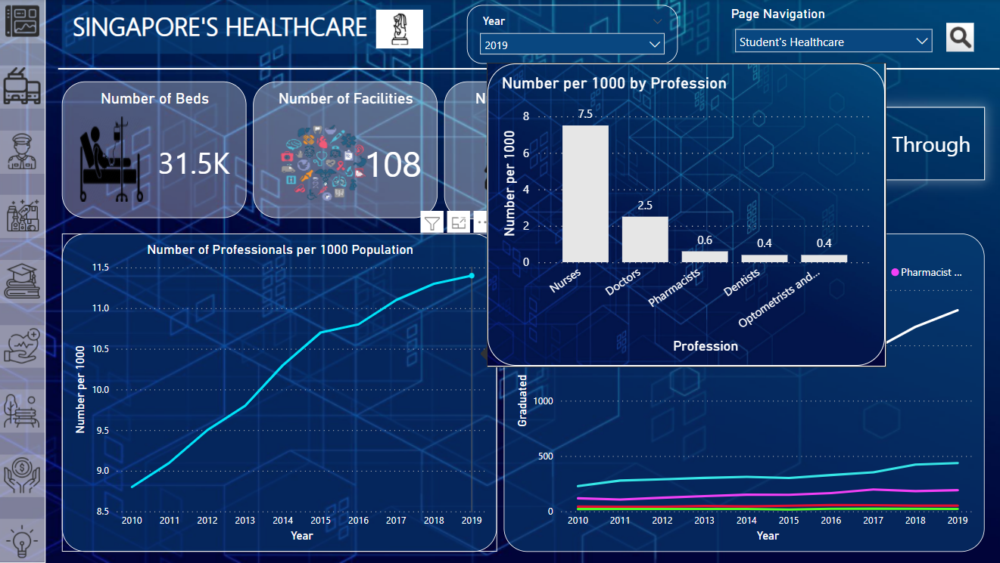 SINGAPORE'S HEALTHCARE
Year
2019
Page Navigation
Student's Healthcare
Number of Beds
31.5K
Number of Facilities
108
N
Number per 1000 by Profession
Number per 1000
8
6
4
2
0
7.5
2.5
0.6
0.4
0.4
Nurses
Doctors
Pharmacists
Dentists
Optometrists and...
Profession
Through
Number of Professionals per 1000 Population
Number per 1000
11.5
11.0
10.5
10.0
9.5
9.0
8.5
2010 2011 2012 2013 2014 2015 2016 2017 2018 2019
Year
Pharmacist ...
Graduated
1000
500
0
2010 2011 2012 2013 2014 2015 2016 2017 2018 2019
Year